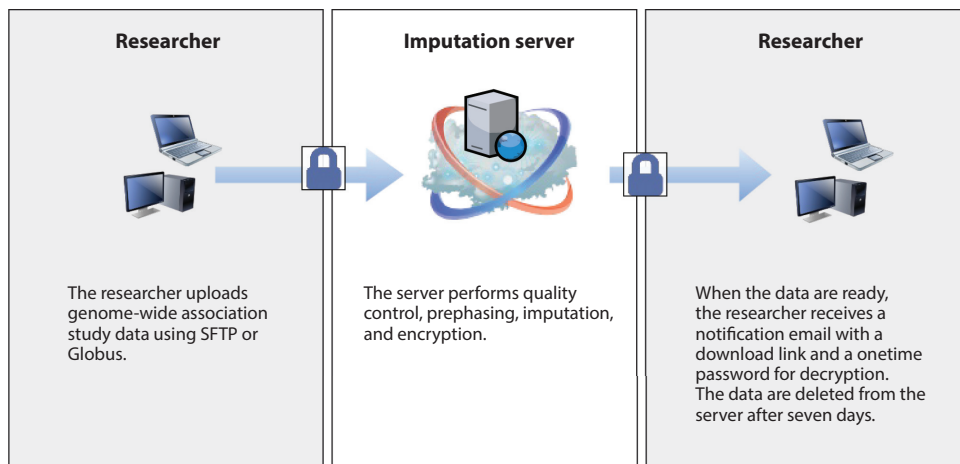 Researcher
The researcher uploads
genome-wide association
study data using SFTP or
Globus.
Imputation server
The server performs quality
control, prephasing, imputation,
and encryption.
Researcher
When the data are ready,
the researcher receives a
notification email with a
download link and a onetime
password for decryption.
The data are deleted from the
server after seven days.